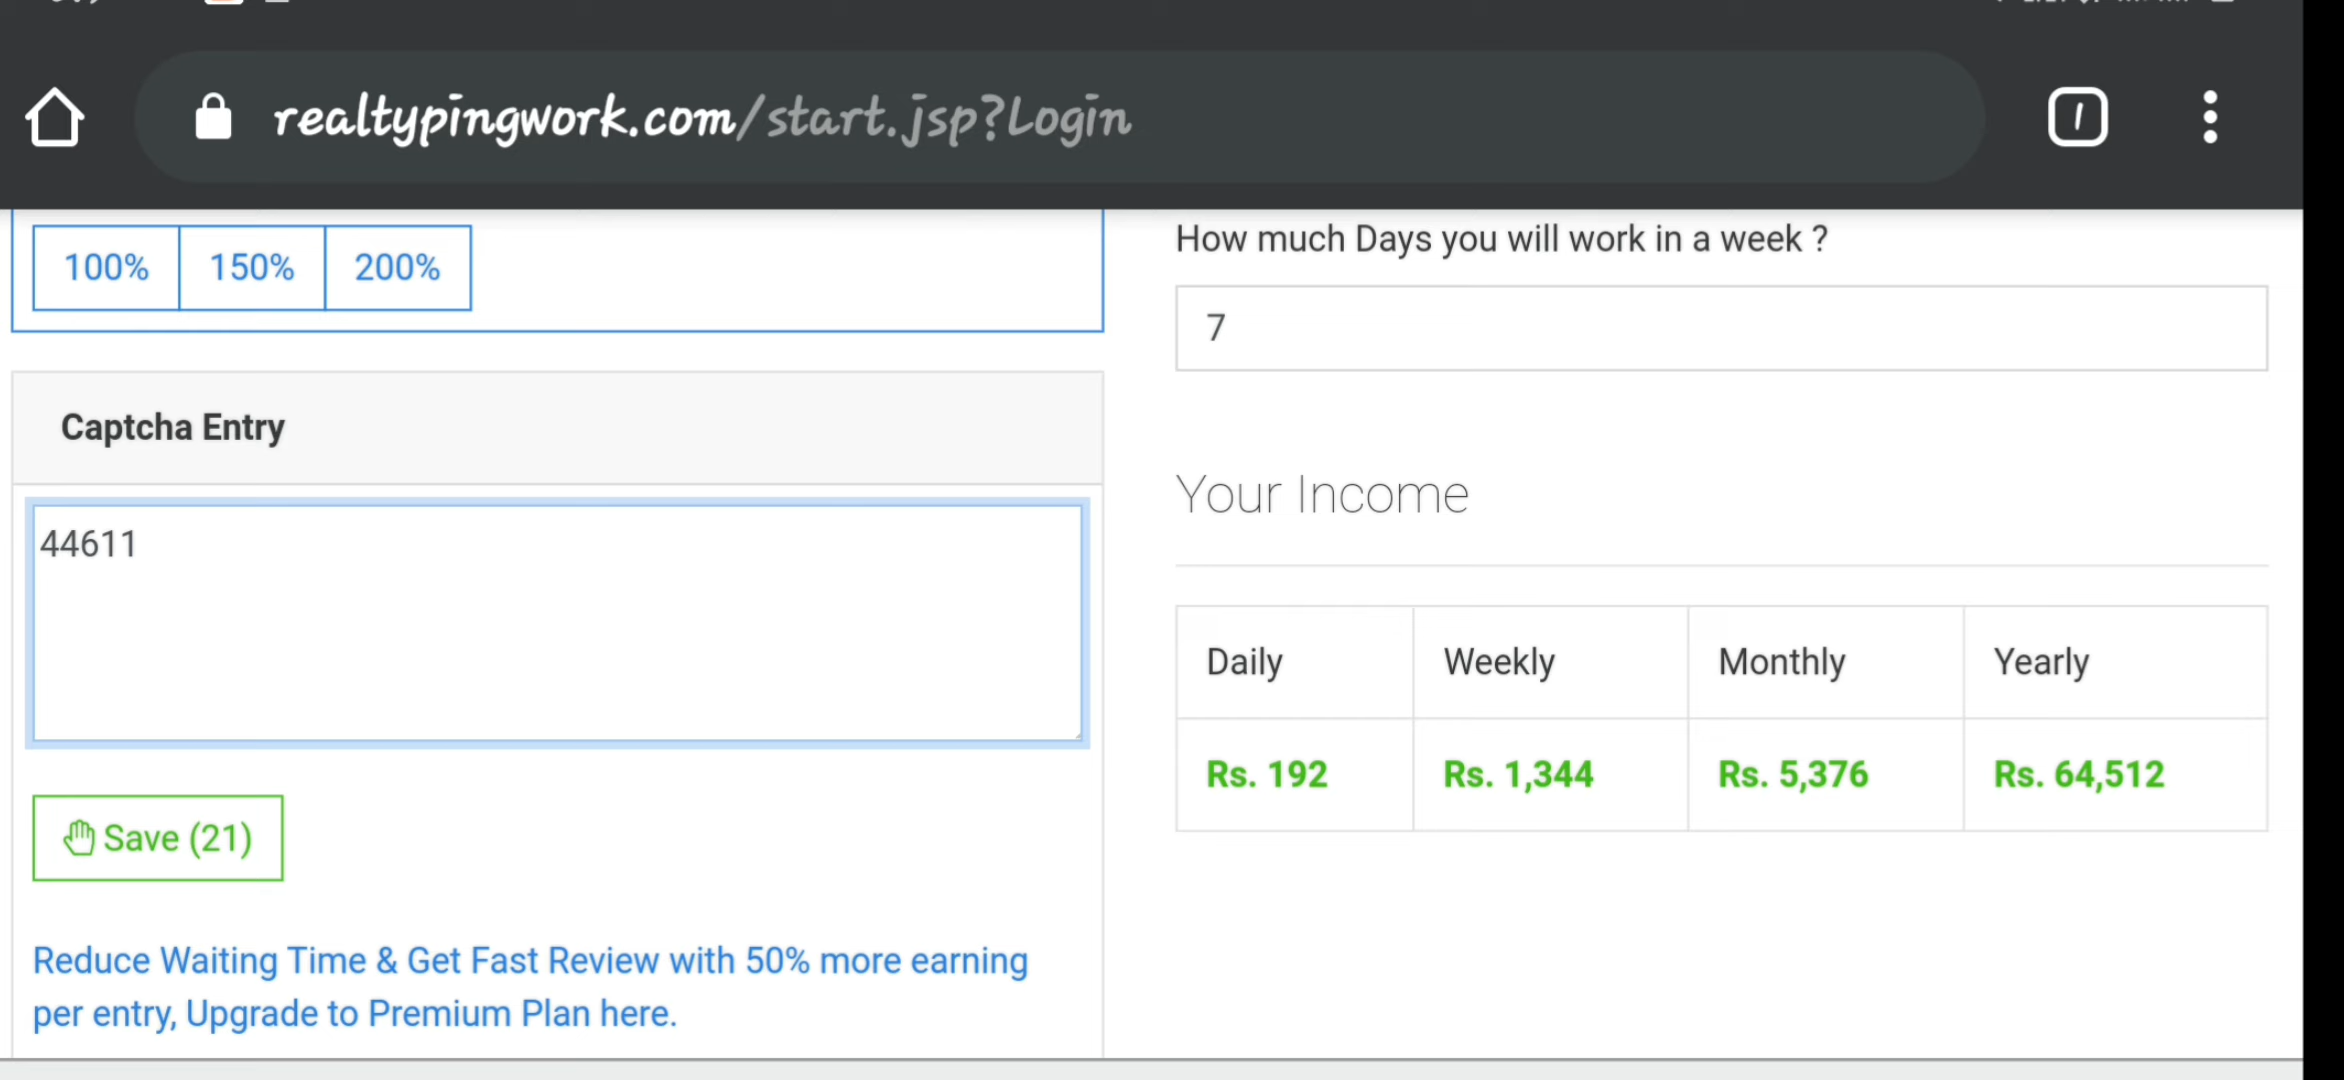 realtypingwork.com/start.jsp?Login
100% 150% 200%
Captcha Entry
44611
Save (21)
Reduce Waiting Time & Get Fast Review with 50% more earning
per entry, Upgrade to Premium Plan here.
How much Days you will work in a week ?
7
Your Income
Daily Weekly Monthly Yearly
Rs. 192 Rs. 1,344 Rs. 5,376 Rs. 64,512